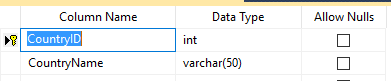 Column Name Data Type Allow Nulls
CountryID int
CountryName varchar(50)